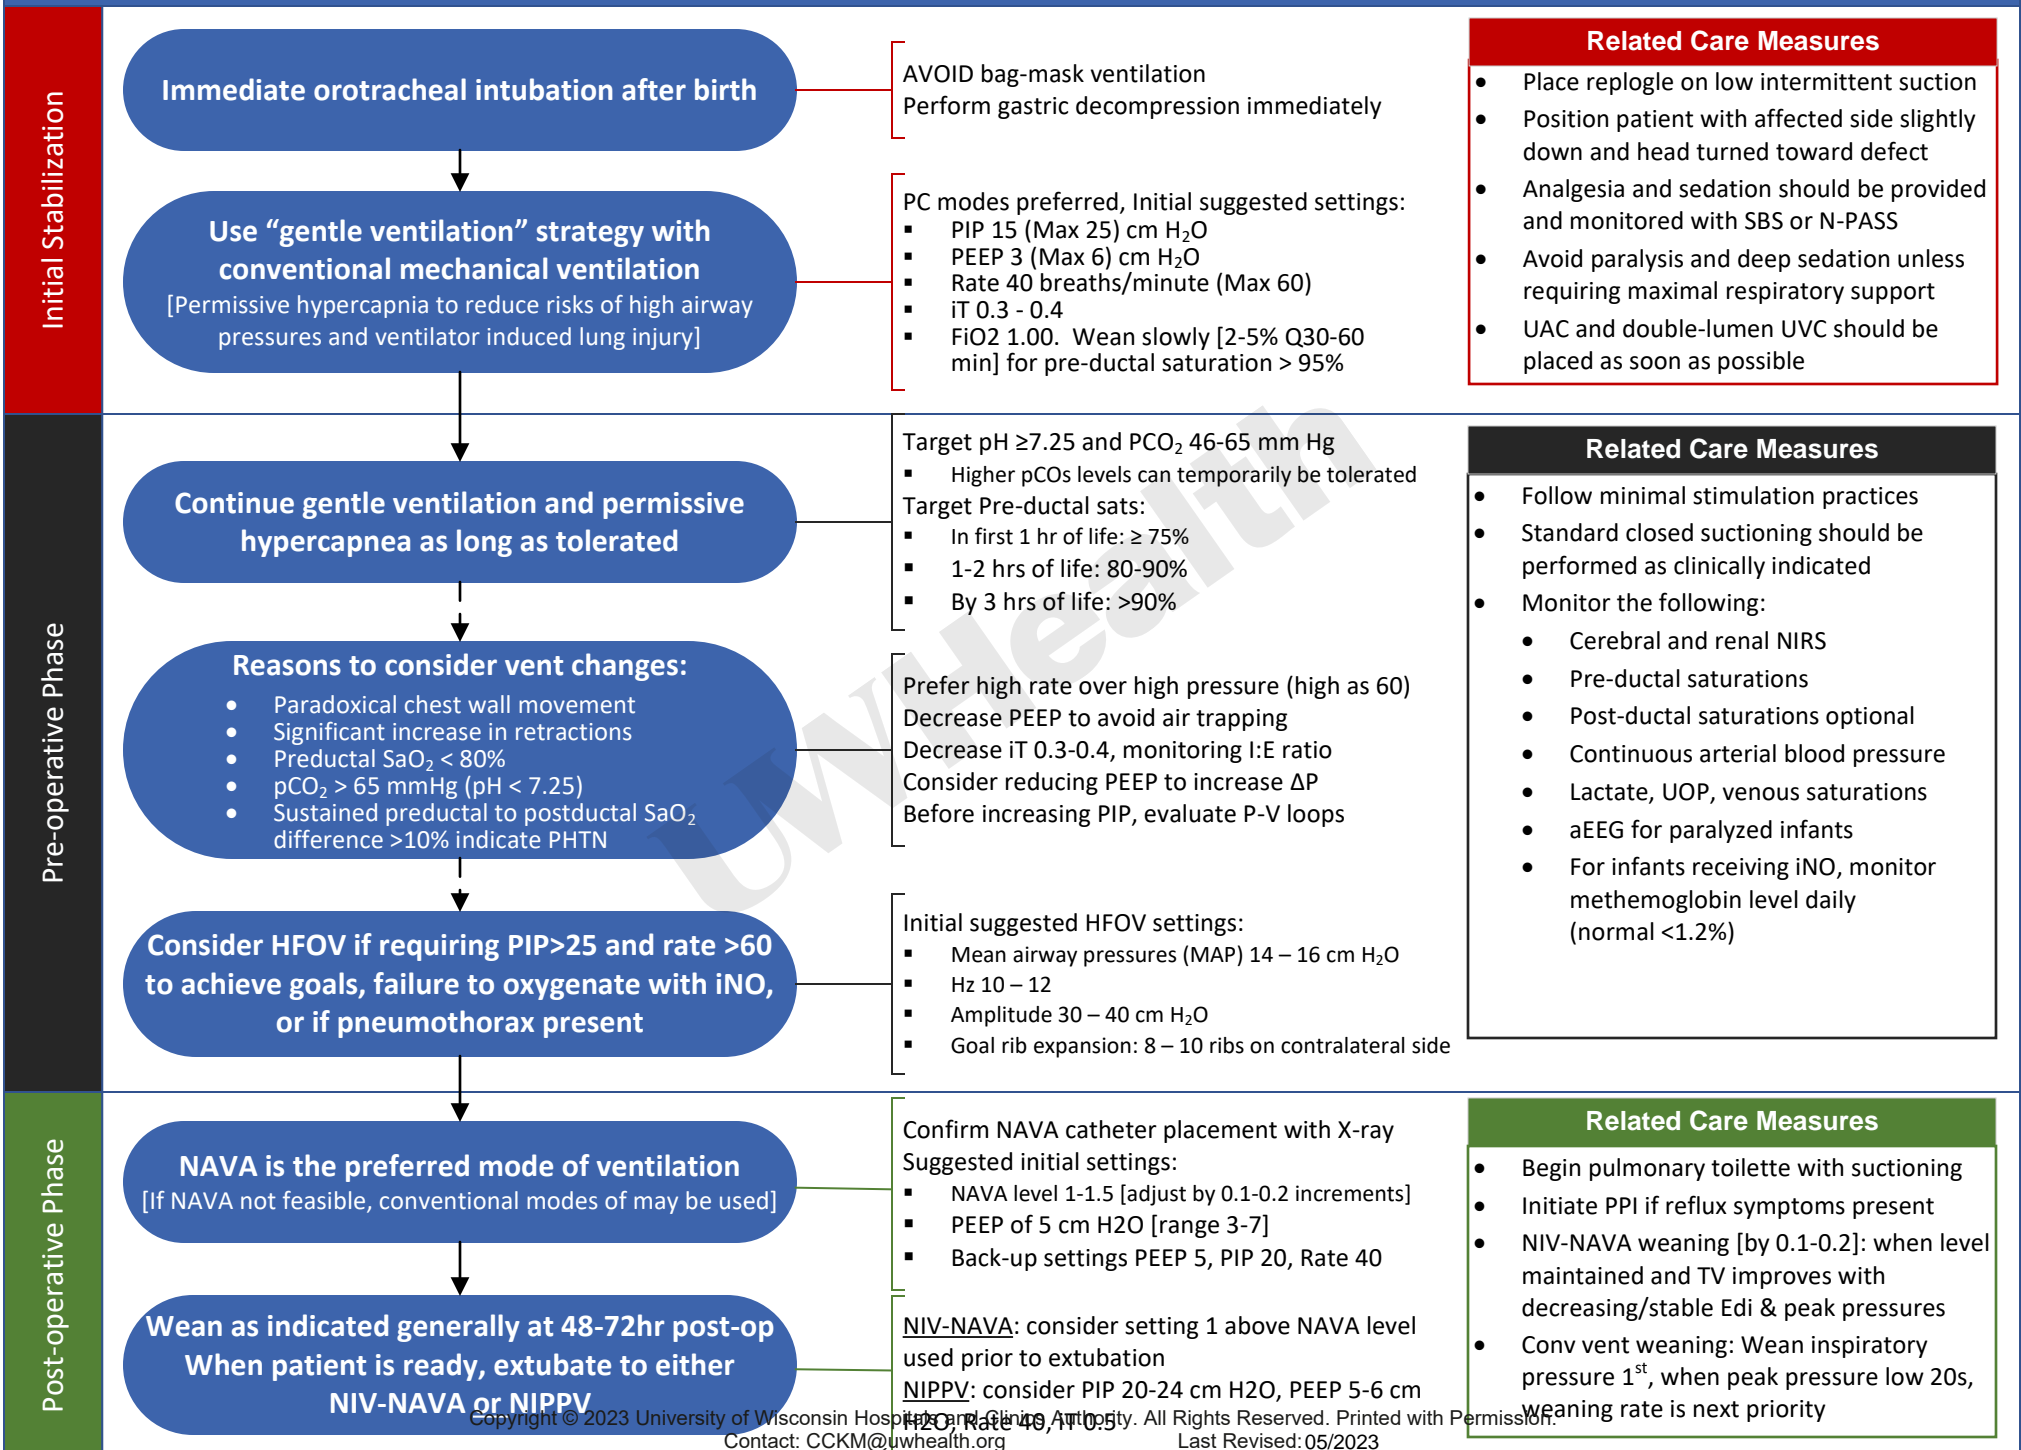 Initial Stabilization
Immediate orotracheal intubation after birth
AVOID bag-mask ventilation
Perform gastric decompression immediately
Use “gentle ventilation” strategy with
conventional mechanical ventilation
[Permissive hypercapnia to reduce risks of high airway
pressures and ventilator induced lung injury]
PC modes preferred, Initial suggested settings:
▪ PIP 15 (Max 25) cm H₂O
▪ PEEP 3 (Max 6) cm H₂O
▪ Rate 40 breaths/minute (Max 60)
▪ iT 0.3 - 0.4
▪ FiO2 1.00.  Wean slowly [2-5% Q30-60
min] for pre-ductal saturation > 95%
Related Care Measures
• Place replogle on low intermittent suction
• Position patient with affected side slightly
down and head turned toward defect
• Analgesia and sedation should be provided
and monitored with SBS or N-PASS
• Avoid paralysis and deep sedation unless
requiring maximal respiratory support
• UAC and double-lumen UVC should be
placed as soon as possible
Pre-operative Phase
Continue gentle ventilation and permissive
hypercapnea as long as tolerated
Target pH ≥7.25 and PCO₂ 46-65 mm Hg
▪ Higher pCOs levels can temporarily be tolerated
Target Pre-ductal sats:
▪ In first 1 hr of life: ≥ 75%
▪ 1-2 hrs of life: 80-90%
▪ By 3 hrs of life: >90%
Reasons to consider vent changes:
• Paradoxical chest wall movement
• Significant increase in retractions
• Preductal SaO₂ < 80%
• pCO₂ > 65 mmHg (pH < 7.25)
• Sustained preductal to postductal SaO₂
difference >10% indicate PHTN
Prefer high rate over high pressure (high as 60)
Decrease PEEP to avoid air trapping
Decrease iT 0.3-0.4, monitoring I:E ratio
Consider reducing PEEP to increase ΔP
Before increasing PIP, evaluate P-V loops
Consider HFOV if requiring PIP>25 and rate >60
to achieve goals, failure to oxygenate with iNO,
or if pneumothorax present
Initial suggested HFOV settings:
▪ Mean airway pressures (MAP) 14 – 16 cm H₂O
▪ Hz 10 – 12
▪ Amplitude 30 – 40 cm H₂O
▪ Goal rib expansion: 8 – 10 ribs on contralateral side
Related Care Measures
• Follow minimal stimulation practices
• Standard closed suctioning should be
performed as clinically indicated
• Monitor the following:
• Cerebral and renal NIRS
• Pre-ductal saturations
• Post-ductal saturations optional
• Continuous arterial blood pressure
• Lactate, UOP, venous saturations
• aEEG for paralyzed infants
• For infants receiving iNO, monitor
methemoglobin level daily
(normal <1.2%)
UWHealth
Post-operative Phase
NAVA is the preferred mode of ventilation
[If NAVA not feasible, conventional modes of may be used]
Confirm NAVA catheter placement with X-ray
Suggested initial settings:
▪ NAVA level 1-1.5 [adjust by 0.1-0.2 increments]
▪ PEEP of 5 cm H2O [range 3-7]
▪ Back-up settings PEEP 5, PIP 20, Rate 40
Wean as indicated generally at 48-72hr post-op
When patient is ready, extubate to either
NIV-NAVA or NIPPV
NIV-NAVA: consider setting 1 above NAVA level
used prior to extubation
NIPPV: consider PIP 20-24 cm H2O, PEEP 5-6 cm
H2O, Rate 40, iT 0.5
Related Care Measures
• Begin pulmonary toilette with suctioning
• Initiate PPI if reflux symptoms present
• NIV-NAVA weaning [by 0.1-0.2]: when level
maintained and TV improves with
decreasing/stable Edi & peak pressures
• Conv vent weaning: Wean inspiratory
pressure 1st, when peak pressure low 20s,
weaning rate is next priority
Copyright © 2023 University of Wisconsin Hospitals and Clinics Authority. All Rights Reserved. Printed with Permission.
Contact: CCKM@uwhealth.org Last Revised: 05/2023